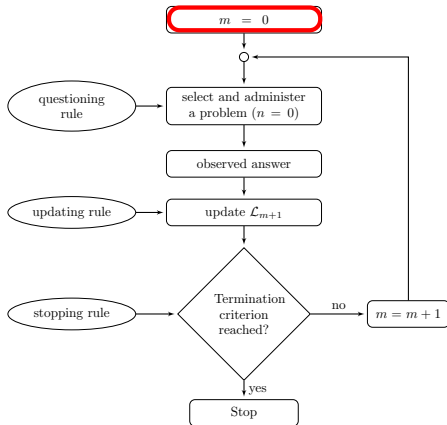 m = 0
questioning
rule
select and administer
a problem (n = 0)
observed answer
updating rule
update ℒₘ₊₁
Termination
criterion
reached?
stopping rule
no
m = m + 1
yes
Stop